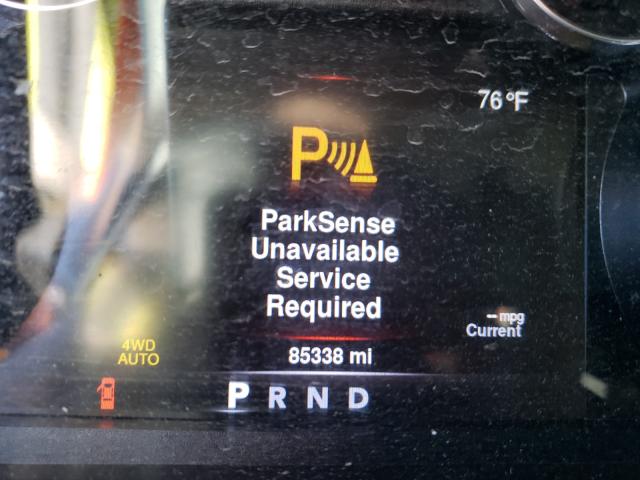 76°F
P
ParkSense
Unavailable
Service
Required
-- mpg
Current
4WD
AUTO
85338 mi
P R N D